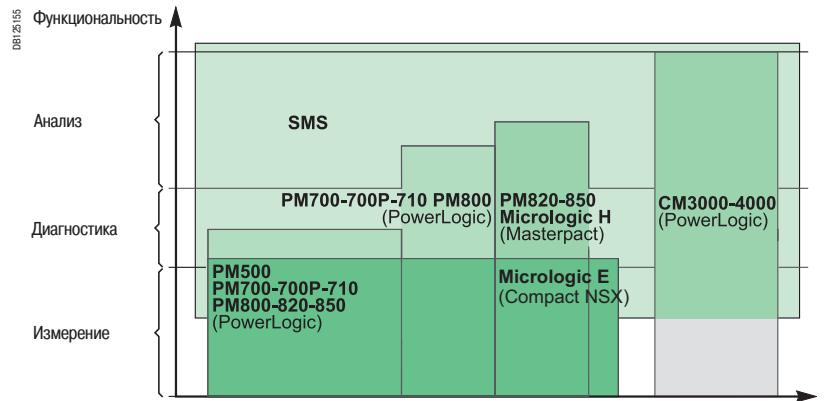 DB125155
Функциональность
Анализ
SMS
PM700-700P-710 PM800
(PowerLogic)
PM820-850
Micrologic H
(Masterpact)
CM3000-4000
(PowerLogic)
Диагностика
PM500
PM700-700P-710
PM800-820-850
(PowerLogic)
Micrologic E
(Compact NSX)
Измерение